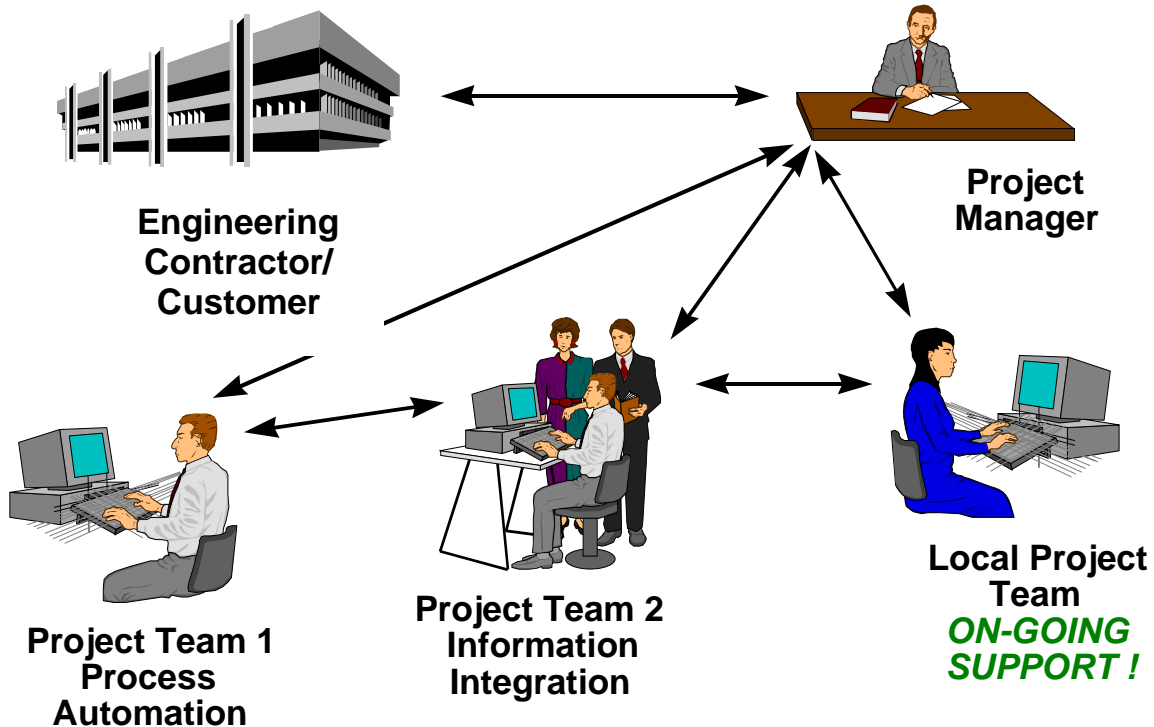 Engineering
Contractor/
Customer
Project
Manager
Project Team 1
Process
Automation
Project Team 2
Information
Integration
Local Project
Team
ON-GOING
SUPPORT !